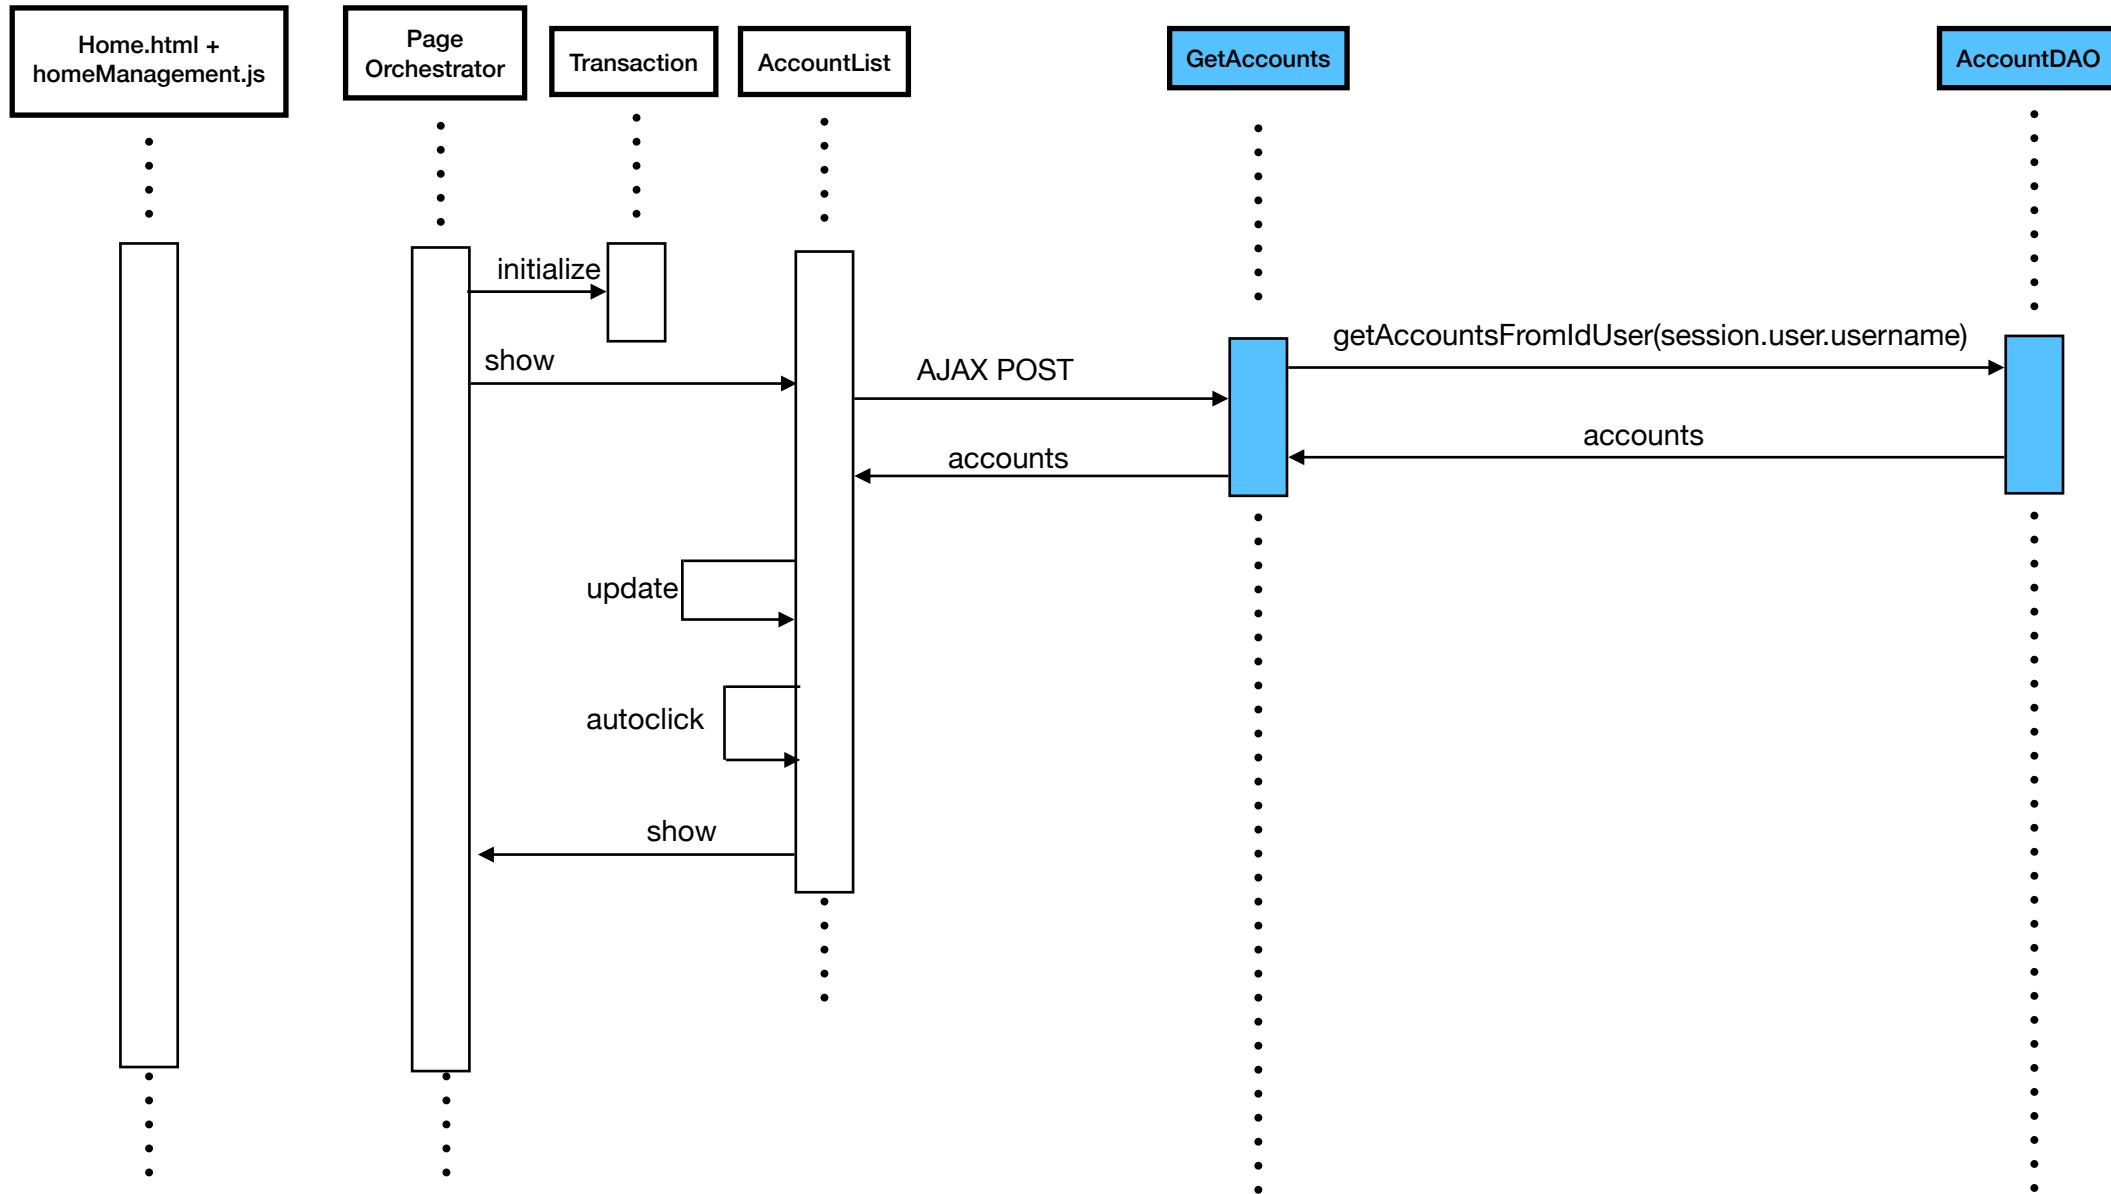 Home.html +
homeManagement.js
Page
Orchestrator
Transaction
AccountList
GetAccounts
AccountDAO
initialize
show
AJAX POST
getAccountsFromIdUser(session.user.username)
accounts
accounts
update
autoclick
show